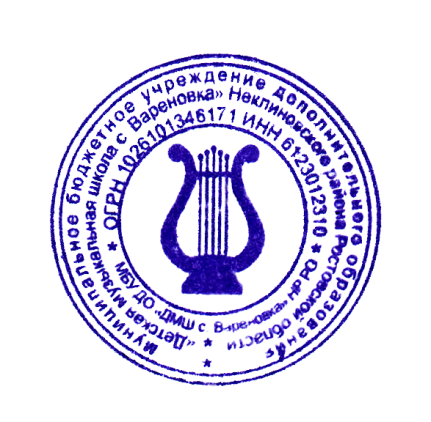 Муниципальное бюджетное учреждение дополнительного образования
"Детская музыкальная школа с Вареновка» Неклиновского района Ростовской области
* ОГРН 1026101346171 ИНН 6123012310 *
МБУ ДО "ДМШ с Вареновка" НР РО